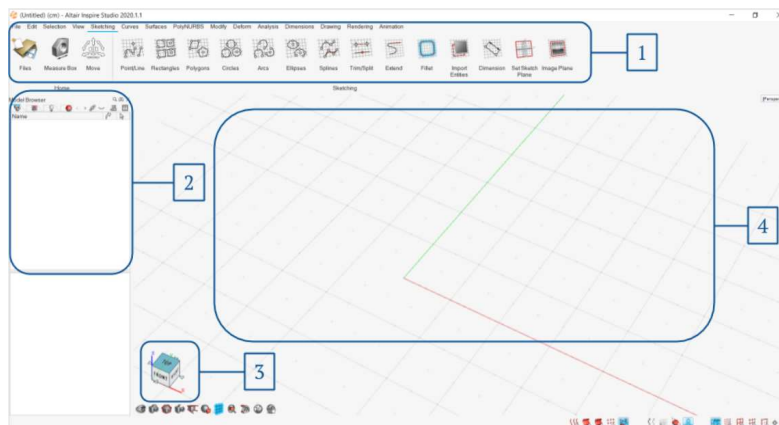 (Untitled) (cm) - Altair Inspire Studio 2020.1.1
File Edit Selection View Sketching Curves Surfaces PolyNURBS Modify Deform Analysis Dimensions Drawing Rendering Animation
Files Measure Box Move Point/Line Rectangles Polygons Circles Arcs Ellipses Splines Trim/Split Extend Fillet Import Entities Dimension Set Sketch Plane Image Plane
Home Sketching
1
Model Browser
Name
2
4
TOP
FRONT
3